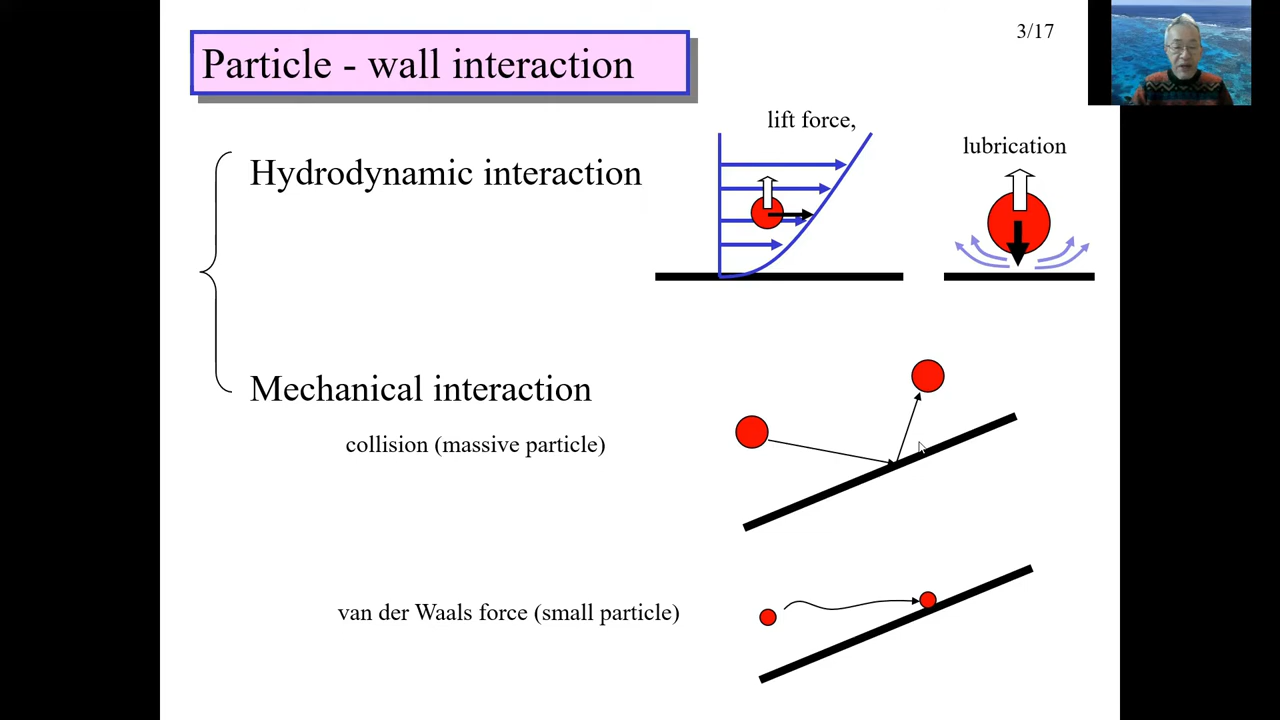 Particle - wall interaction
3/17
lift force,
lubrication
Hydrodynamic interaction
Mechanical interaction
collision (massive particle)
van der Waals force (small particle)